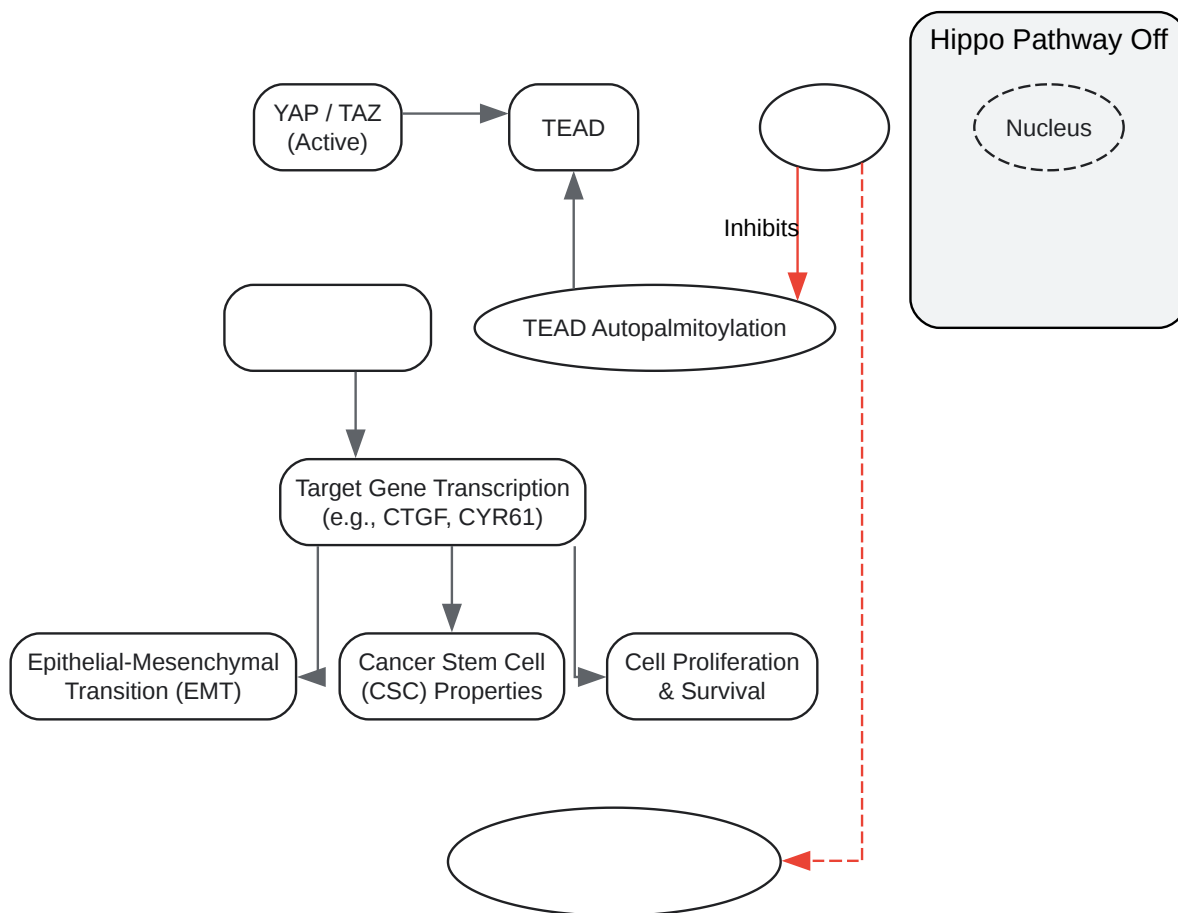 Hippo Pathway Off
YAP / TAZ
(Active)
TEAD
Nucleus
Inhibits
TEAD Autopalmitoylation
Target Gene Transcription
(e.g., CTGF, CYR61)
Epithelial-Mesenchymal
Transition (EMT)
Cancer Stem Cell
(CSC) Properties
Cell Proliferation
& Survival